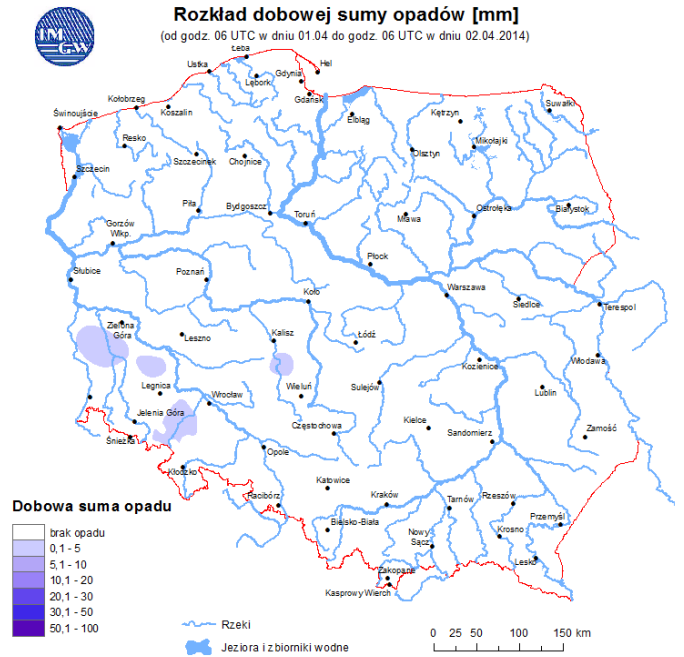 IM
GW
Rozkład dobowej sumy opadów [mm]
(od godz. 06 UTC w dniu 01.04 do godz. 06 UTC w dniu 02.04.2014)
Łeba
Hel
Ustka
Gdynia
Lębork
Gdańsk
Kołobrzeg
Koszalin
Świnoujście
Elbląg
Kętrzyn
Suwałki
Resko
Mikołajki
Szczecinek
Chojnice
Olsztyn
Szczecin
Piła
Bydgoszcz
Toruń
Mława
Ostrołęka
Białystok
Gorzów
Wlkp.
Płock
Słubice
Poznań
Koło
Warszawa
Siedlce
Terespol
Zielona
Góra
Leszno
Kalisz
Łódź
Kozienice
Włodawa
Legnica
Wrocław
Wieluń
Sulejów
Lublin
Jelenia Góra
Częstochowa
Kielce
Sandomierz
Zamość
Śnieżka
Opole
Kłodzko
Katowice
Racibórz
Kraków
Tarnów
Rzeszów
Przemyśl
Bielsko-Biała
Nowy
Sącz
Krosno
Lesko
Zakopane
Kasprowy Wierch
Dobowa suma opadu
brak opadu
0,1 - 5
5,1 - 10
10,1 - 20
20,1 - 30
30,1 - 50
50,1 - 100
Rzeki
Jeziora i zbiorniki wodne
0 25 50 100 150 km